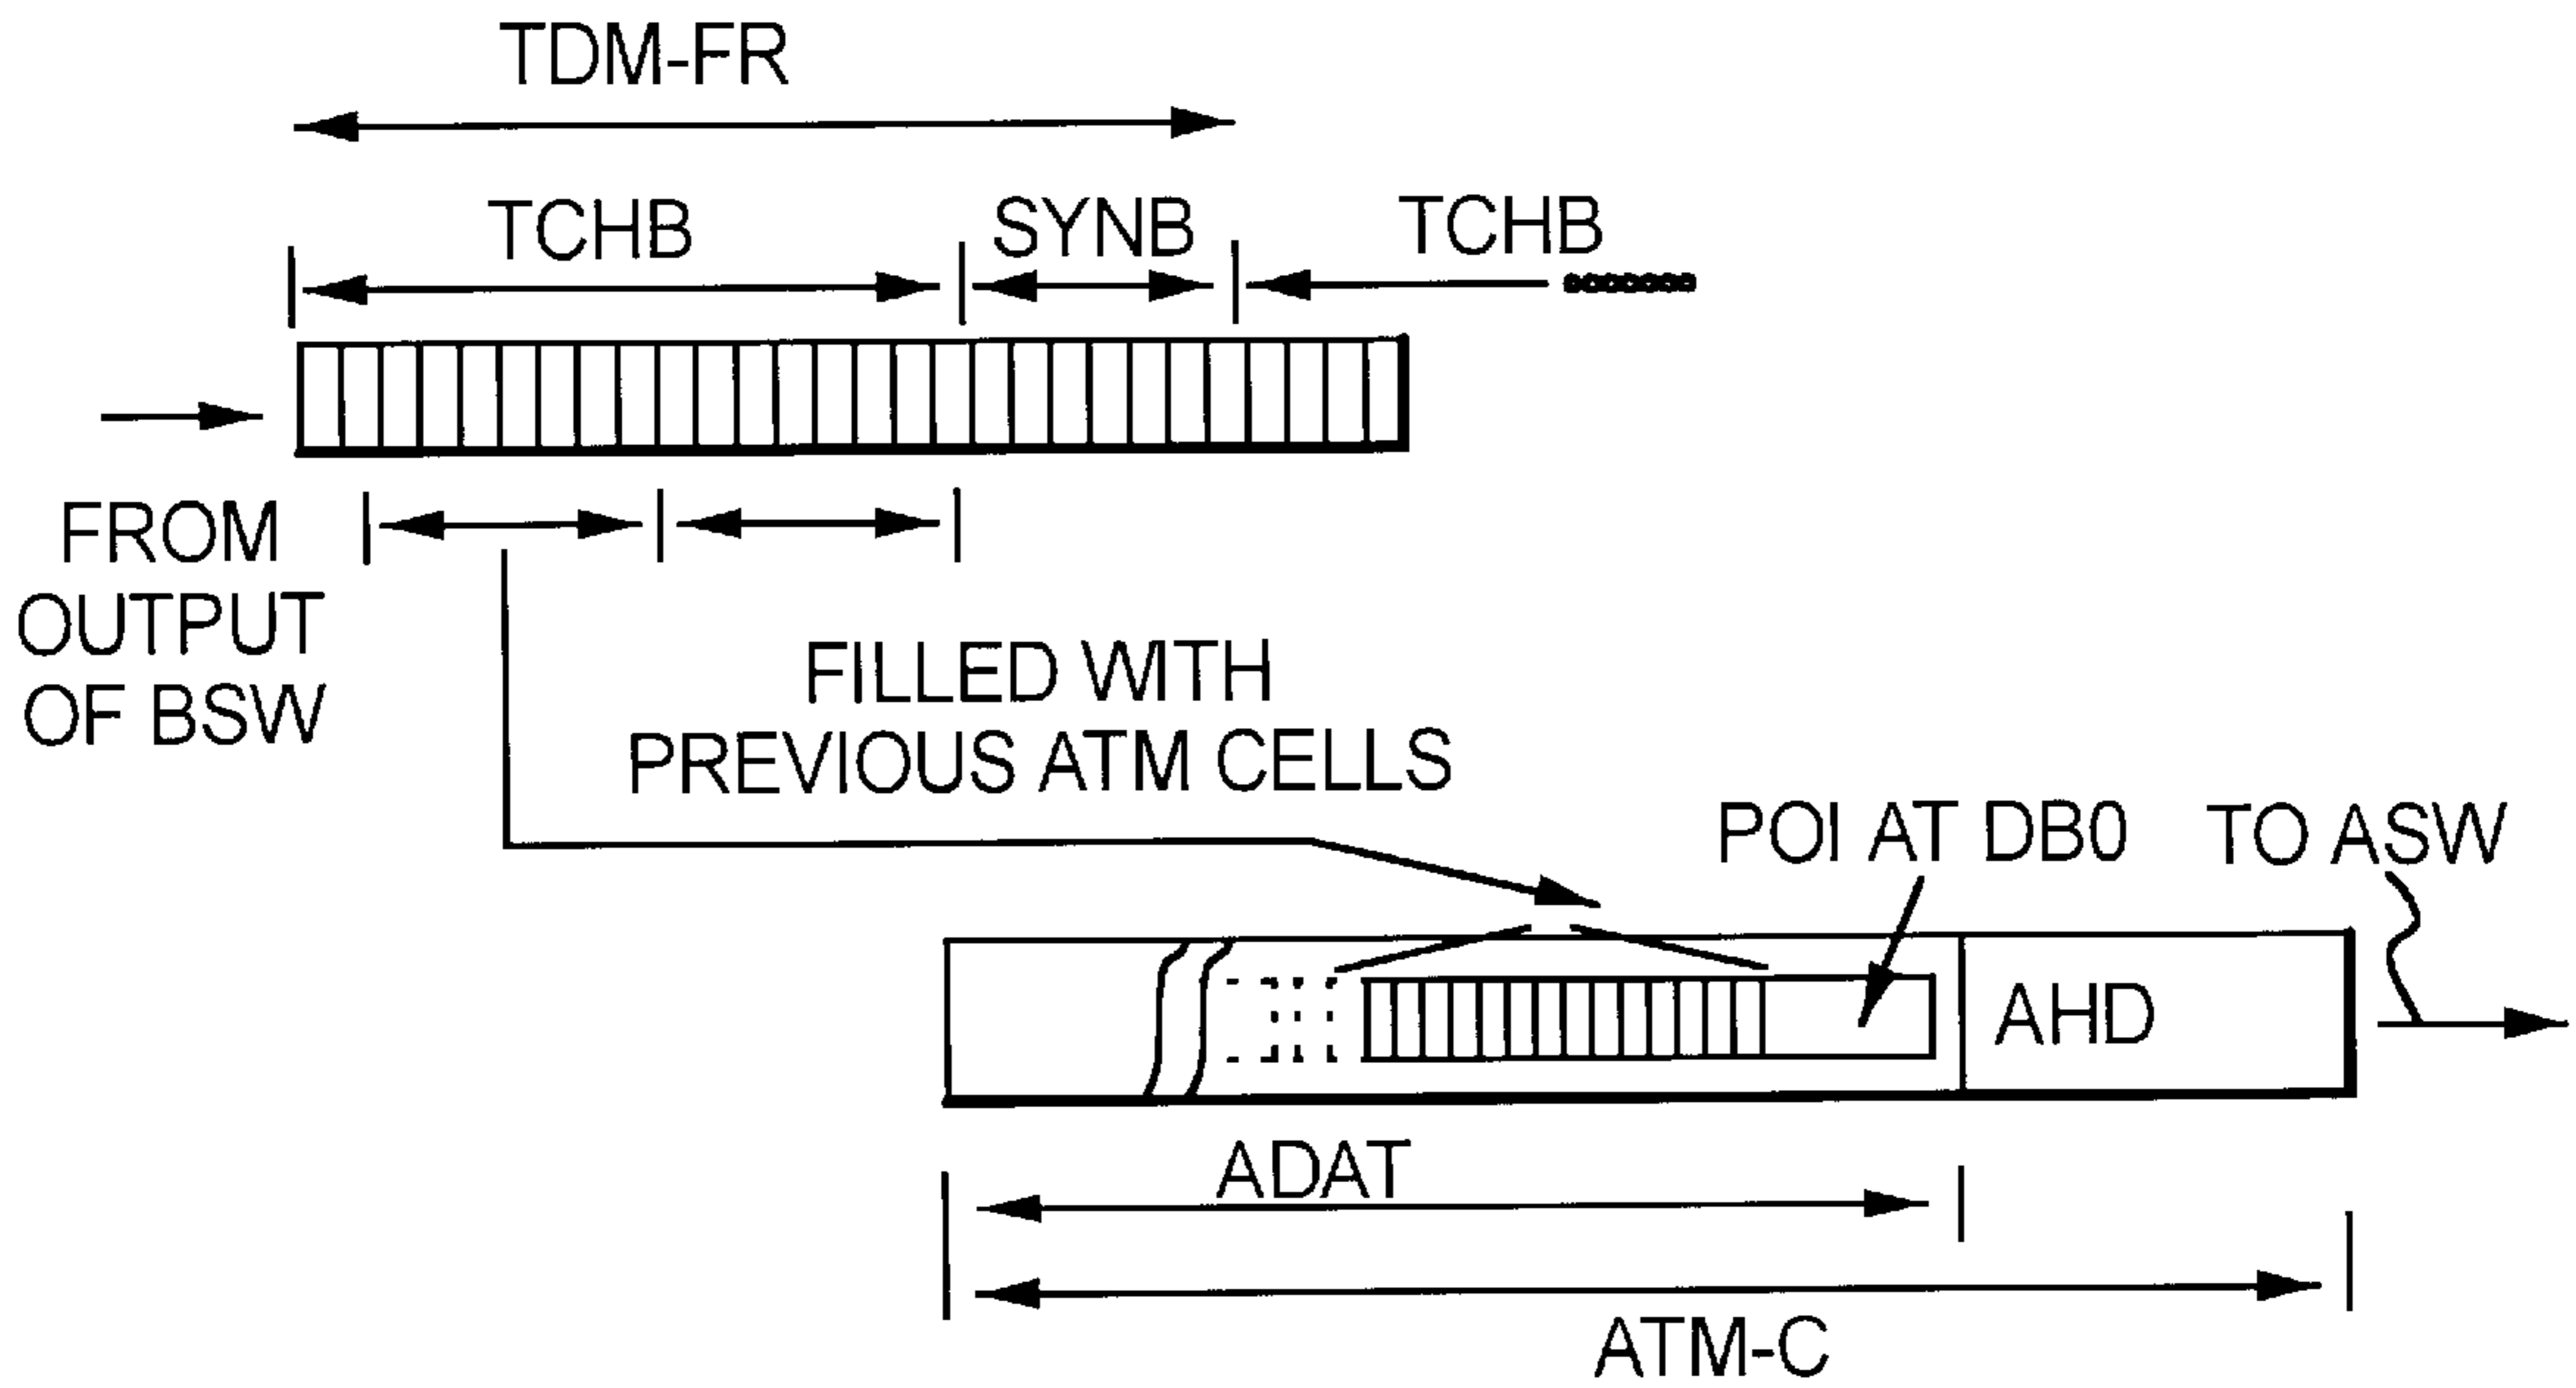 TDM-FR
TCHB
SYNB
TCHB
FROM
OUTPUT
OF BSW
FILLED WITH
PREVIOUS ATM CELLS
POI AT DB0
TO ASW
AHD
ADAT
ATM-C